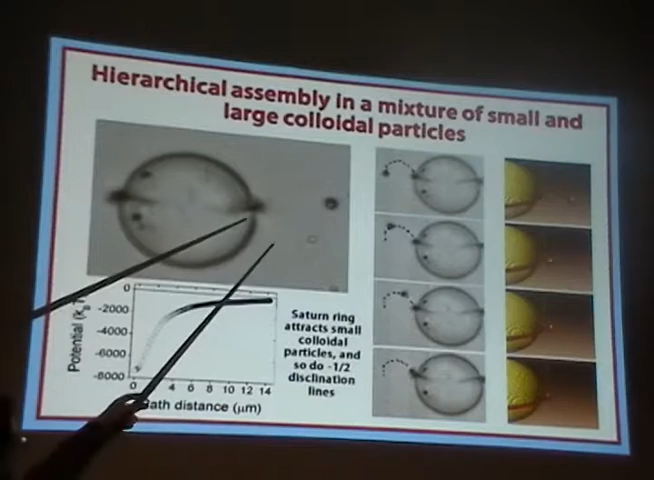 Hierarchical assembly in a mixture of small and
large colloidal particles
0
-2000
-4000
-6000
-8000
Potential (k
0 4 6 8 10 12 14
ath distance (μm)
Saturn ring
attracts small
colloidal
particles, and
so do -1/2
disclination
lines